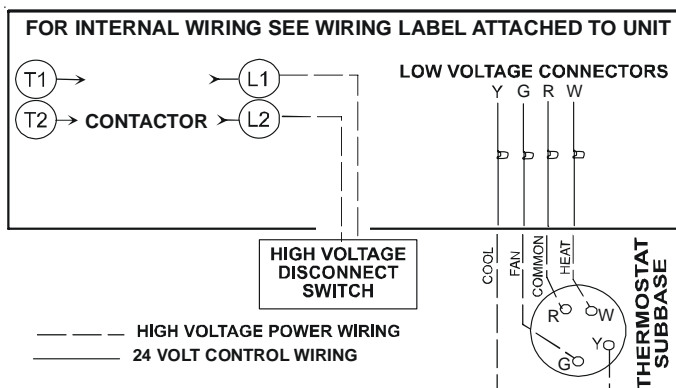 FOR INTERNAL WIRING SEE WIRING LABEL ATTACHED TO UNIT
T1 L1
T2 CONTACTOR L2
LOW VOLTAGE CONNECTORS
Y G R W
HIGH VOLTAGE
DISCONNECT
SWITCH
COOL
FAN
COMMON
HEAT
R W
Y
G
THERMOSTAT
SUBBASE
HIGH VOLTAGE POWER WIRING
24 VOLT CONTROL WIRING